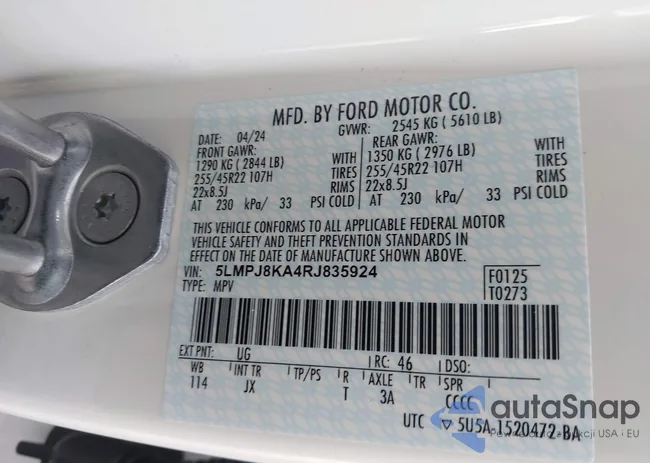 MFD. BY FORD MOTOR CO.
DATE: 04/24 GVWR: 2545 KG ( 5610 LB)
FRONT GAWR: REAR GAWR:
1290 KG ( 2844 LB) WITH 1350 KG ( 2976 LB) WITH
255/45R22 107H TIRES 255/45R22 107H TIRES
22x8.5J RIMS 22x8.5J RIMS
AT 230 kPa/ 33 PSI COLD AT 230 kPa/ 33 PSI COLD
THIS VEHICLE CONFORMS TO ALL APPLICABLE FEDERAL MOTOR
VEHICLE SAFETY AND THEFT PREVENTION STANDARDS IN
EFFECT ON THE DATE OF MANUFACTURE SHOWN ABOVE.
VIN: 5LMPJ8KA4RJ835924 F0125
TYPE: MPV T0273
EXT PNT: UG RC: 46 DSO:
WB INT TR TP/PS R AXLE TR SPR
114 JX T 3A CCCC
UTC ▽ 5U5A-1520472-BA
autoSnap
USA i EU